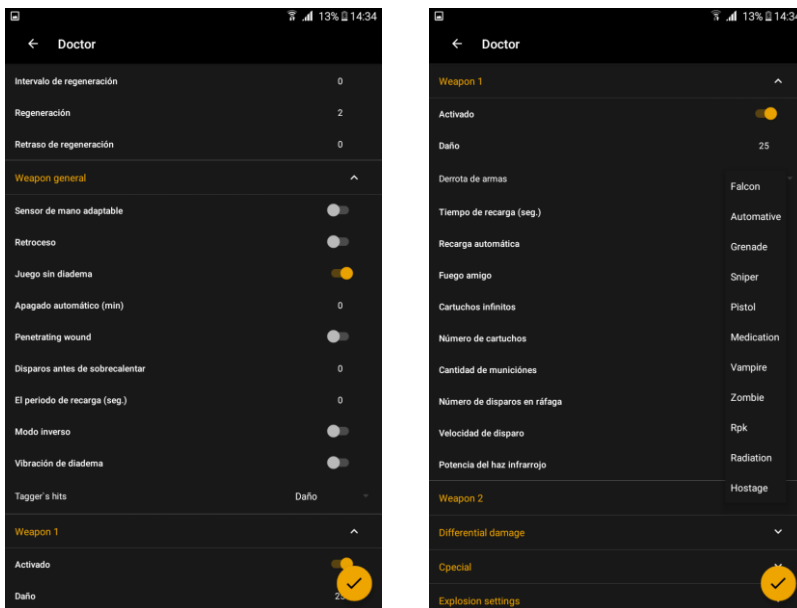 13% 14:34
Doctor
Intervalo de regeneración 0
Regeneración 2
Retraso de regeneración 0
Weapon general
Sensor de mano adaptable
Retroceso
Juego sin diadema
Apagado automático (min) 0
Penetrating wound
Disparos antes de sobrecalentar 0
El periodo de recarga (seg.) 0
Modo inverso
Vibración de diadema
Tagger's hits Daño
Weapon 1
Activado
Daño 25
13% 14:34
Doctor
Weapon 1
Activado
Daño 25
Derrota de armas
Falcon
Tiempo de recarga (seg.)
Automative
Recarga automática
Grenade
Fuego amigo
Sniper
Cartuchos infinitos
Pistol
Número de cartuchos
Medication
Cantidad de municiónes
Vampire
Número de disparos en ráfaga
Zombie
Velocidad de disparo
Rpk
Potencia del haz infrarrojo
Radiation
Hostage
Weapon 2
Differential damage
Cpecial
Explosion settings